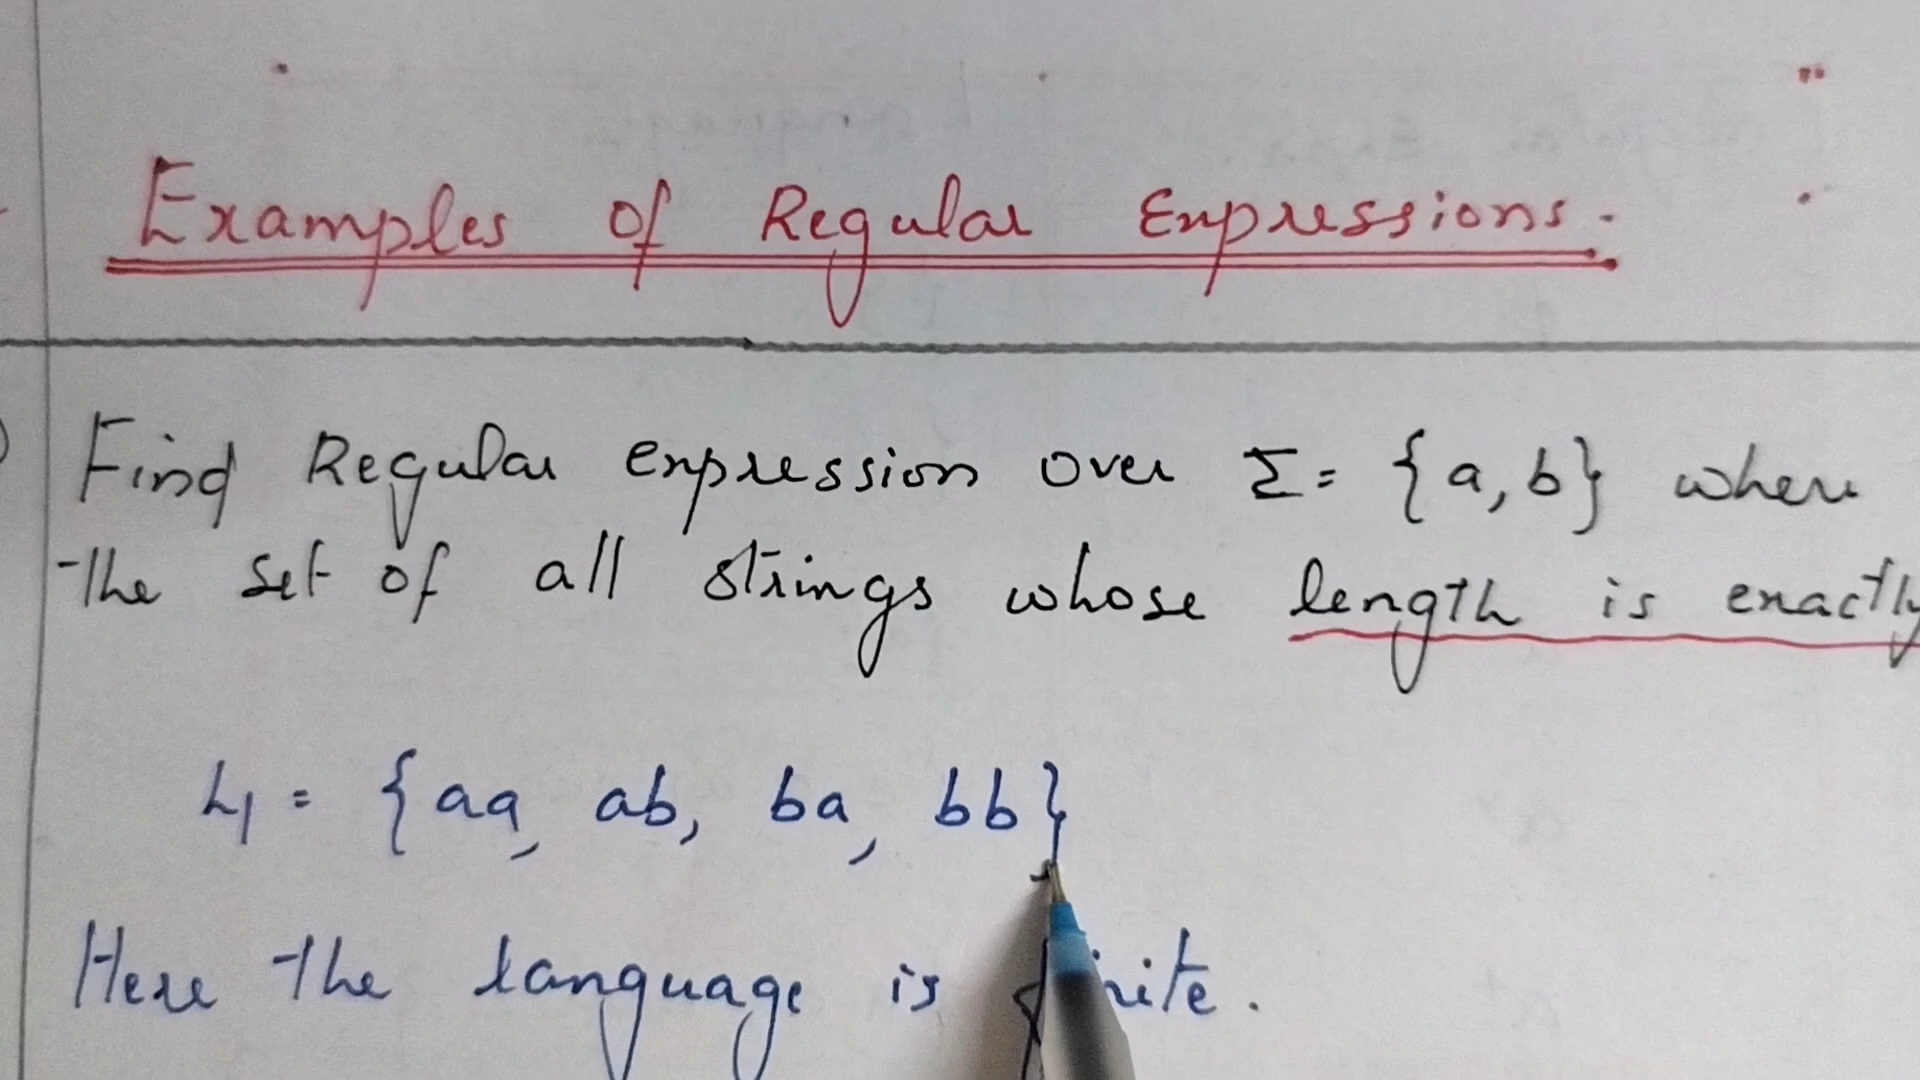 Examples of Regular Expressions.
Find Regular expression over Σ = {a, b} where
the set of all strings whose length is exactly
L1 = {aa, ab, ba, bb}
Here the language is finite.